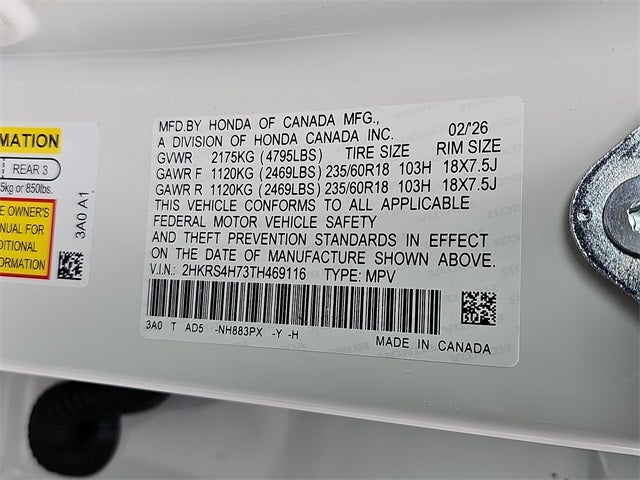 MATION
REAR 3
5kg or 850lbs.
E OWNER'S
NUAL FOR
DITIONAL
FORMATION
3A0 A1
MFD.BY HONDA OF CANADA MFG.,
A DIVISION OF HONDA CANADA INC. 02/'26
GVWR 2175KG (4795LBS) TIRE SIZE RIM SIZE
GAWR F 1120KG (2469LBS) 235/60R18 103H 18X7.5J
GAWR R 1120KG (2469LBS) 235/60R18 103H 18X7.5J
THIS VEHICLE CONFORMS TO ALL APPLICABLE
FEDERAL MOTOR VEHICLE SAFETY
AND THEFT PREVENTION STANDARDS IN EFFECT
ON THE DATE OF MANUFACTURE SHOWN ABOVE.
V.I.N.: 2HKRS4H73TH469116 TYPE: MPV
3A0 T AD5 -NH883PX -Y -H
MADE IN CANADA